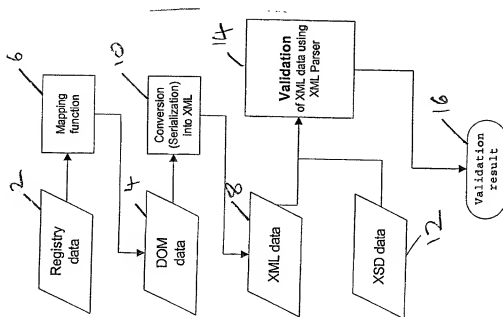 2
Registry
data
6
Mapping
function
4
DOM
data
10
Conversion
(Serialization)
into XML
8
XML data
12
XSD data
14
Validation
of XML data using
XML Parser
16
Validation
result